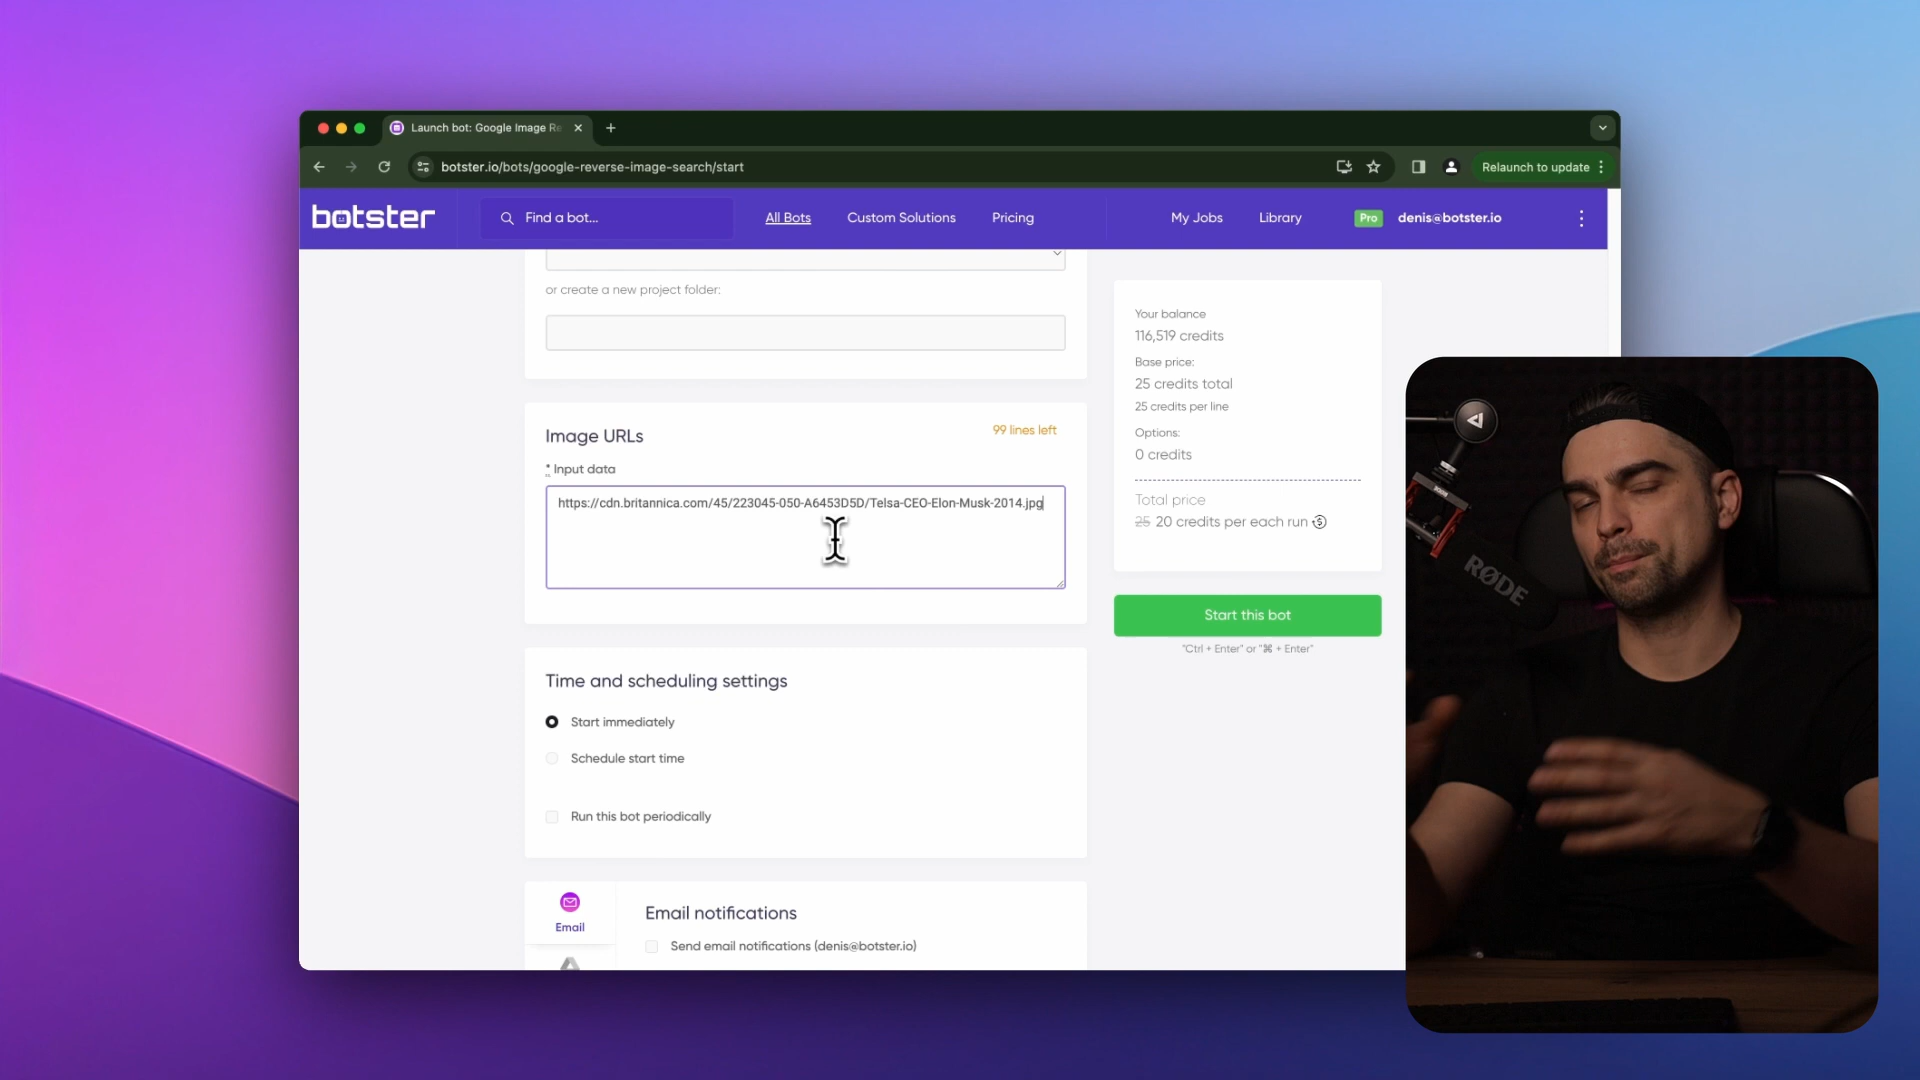 Launch bot: Google Image Re
botster.io/bots/google-reverse-image-search/start
Relaunch to update
botster
Find a bot...
All Bots
Custom Solutions
Pricing
My Jobs
Library
Pro
denis@botster.io
or create a new project folder:
Image URLs
99 lines left
* Input data
https://cdn.britannica.com/45/223045-050-A6453D5D/Telsa-CEO-Elon-Musk-2014.jpg
Time and scheduling settings
Start immediately
Schedule start time
Run this bot periodically
Email
Email notifications
Send email notifications (denis@botster.io)
Your balance
116,519 credits
Base price:
25 credits total
25 credits per line
Options:
0 credits
Total price
25 20 credits per each run
Start this bot
"Ctrl + Enter" or "⌘ + Enter"
RØDE
RØDE